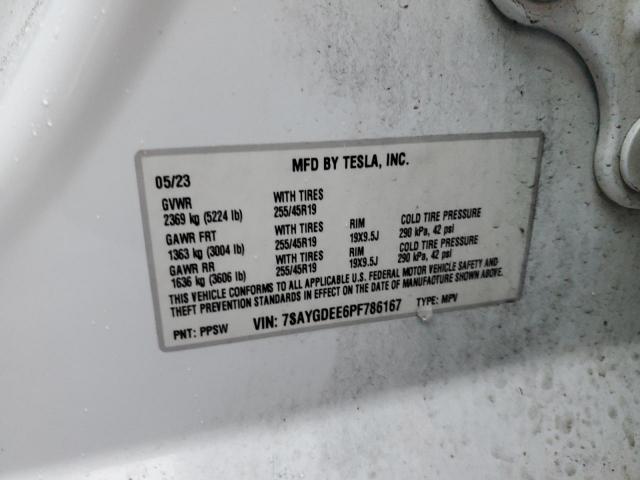 MFD BY TESLA, INC.
05/23
GVWR WITH TIRES
2369 kg (5224 lb) 255/45R19
GAWR FRT WITH TIRES RIM COLD TIRE PRESSURE
1363 kg (3004 lb) 255/45R19 19X9.5J 290 kPa, 42 psi
GAWR RR WITH TIRES RIM COLD TIRE PRESSURE
1636 kg (3606 lb) 255/45R19 19X9.5J 290 kPa, 42 psi
THIS VEHICLE CONFORMS TO ALL APPLICABLE U.S. FEDERAL MOTOR VEHICLE SAFETY AND
THEFT PREVENTION STANDARDS IN EFFECT ON THE DATE OF MANUFACTURE SHOWN ABOVE.
PNT: PPSW VIN: 7SAYGDEE6PF786167 TYPE: MPV